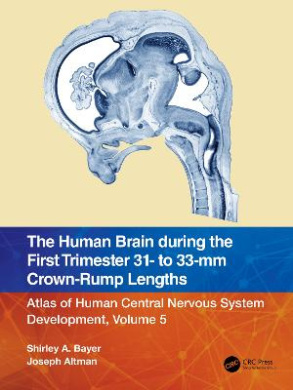 The Human Brain during the
First Trimester 31- to 33-mm
Crown-Rump Lengths
Atlas of Human Central Nervous System
Development, Volume 5
Shirley A. Bayer
Joseph Altman
CRC
CRC Press